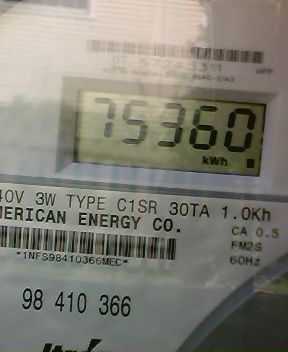 75360
kWh
40V 3W TYPE C1SR 30TA 1.0Kh
MERICAN ENERGY CO.
CA 0.5
FM2S
60Hz
*1NFS98410366MEC*
98 410 366